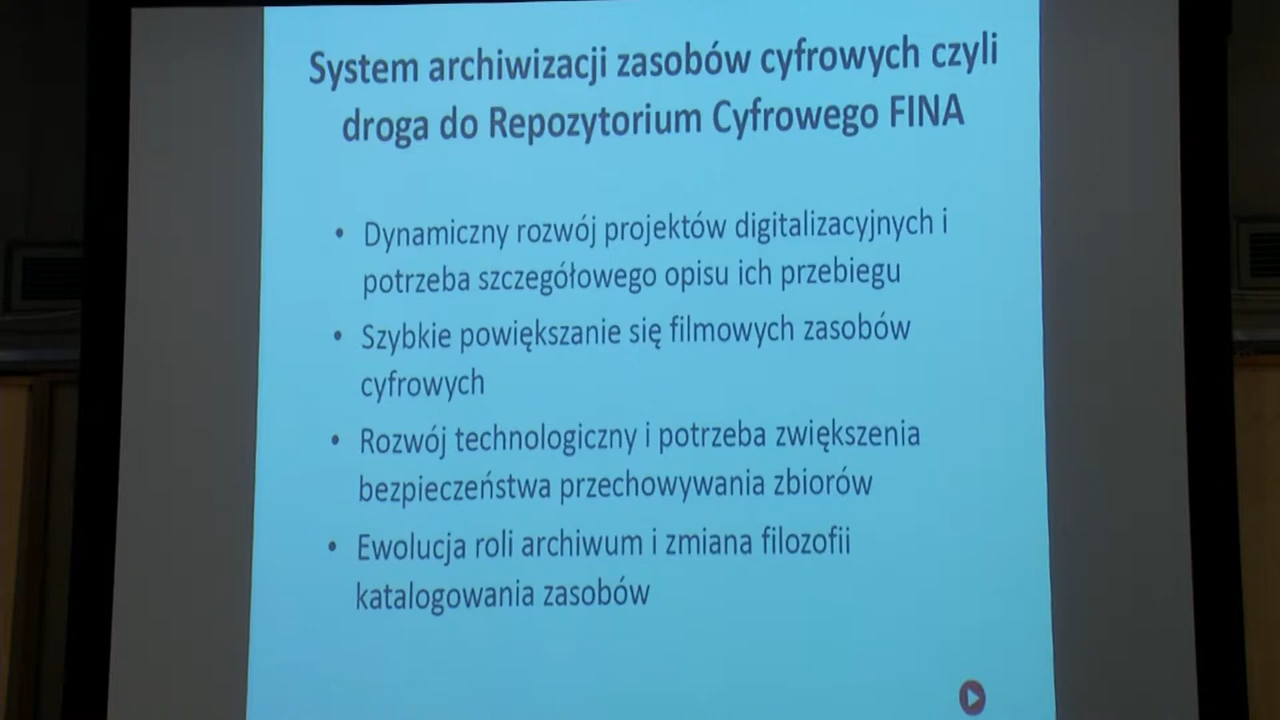 System archiwizacji zasobów cyfrowych czyli
droga do Repozytorium Cyfrowego FINA
• Dynamiczny rozwój projektów digitalizacyjnych i
potrzeba szczegółowego opisu ich przebiegu
• Szybkie powiększanie się filmowych zasobów
cyfrowych
• Rozwój technologiczny i potrzeba zwiększenia
bezpieczeństwa przechowywania zbiorów
• Ewolucja roli archiwum i zmiana filozofii
katalogowania zasobów